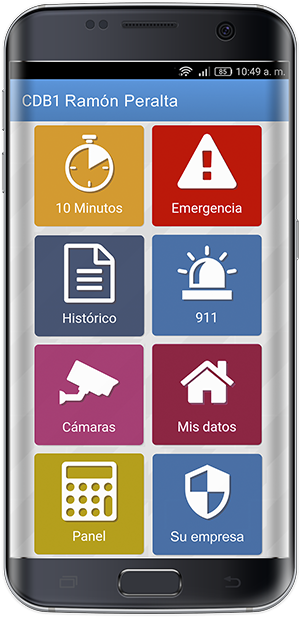 85 10:49 a. m.
CDB1 Ramón Peralta
10 Minutos
Emergencia
Histórico
911
Cámaras
Mis datos
Panel
Su empresa